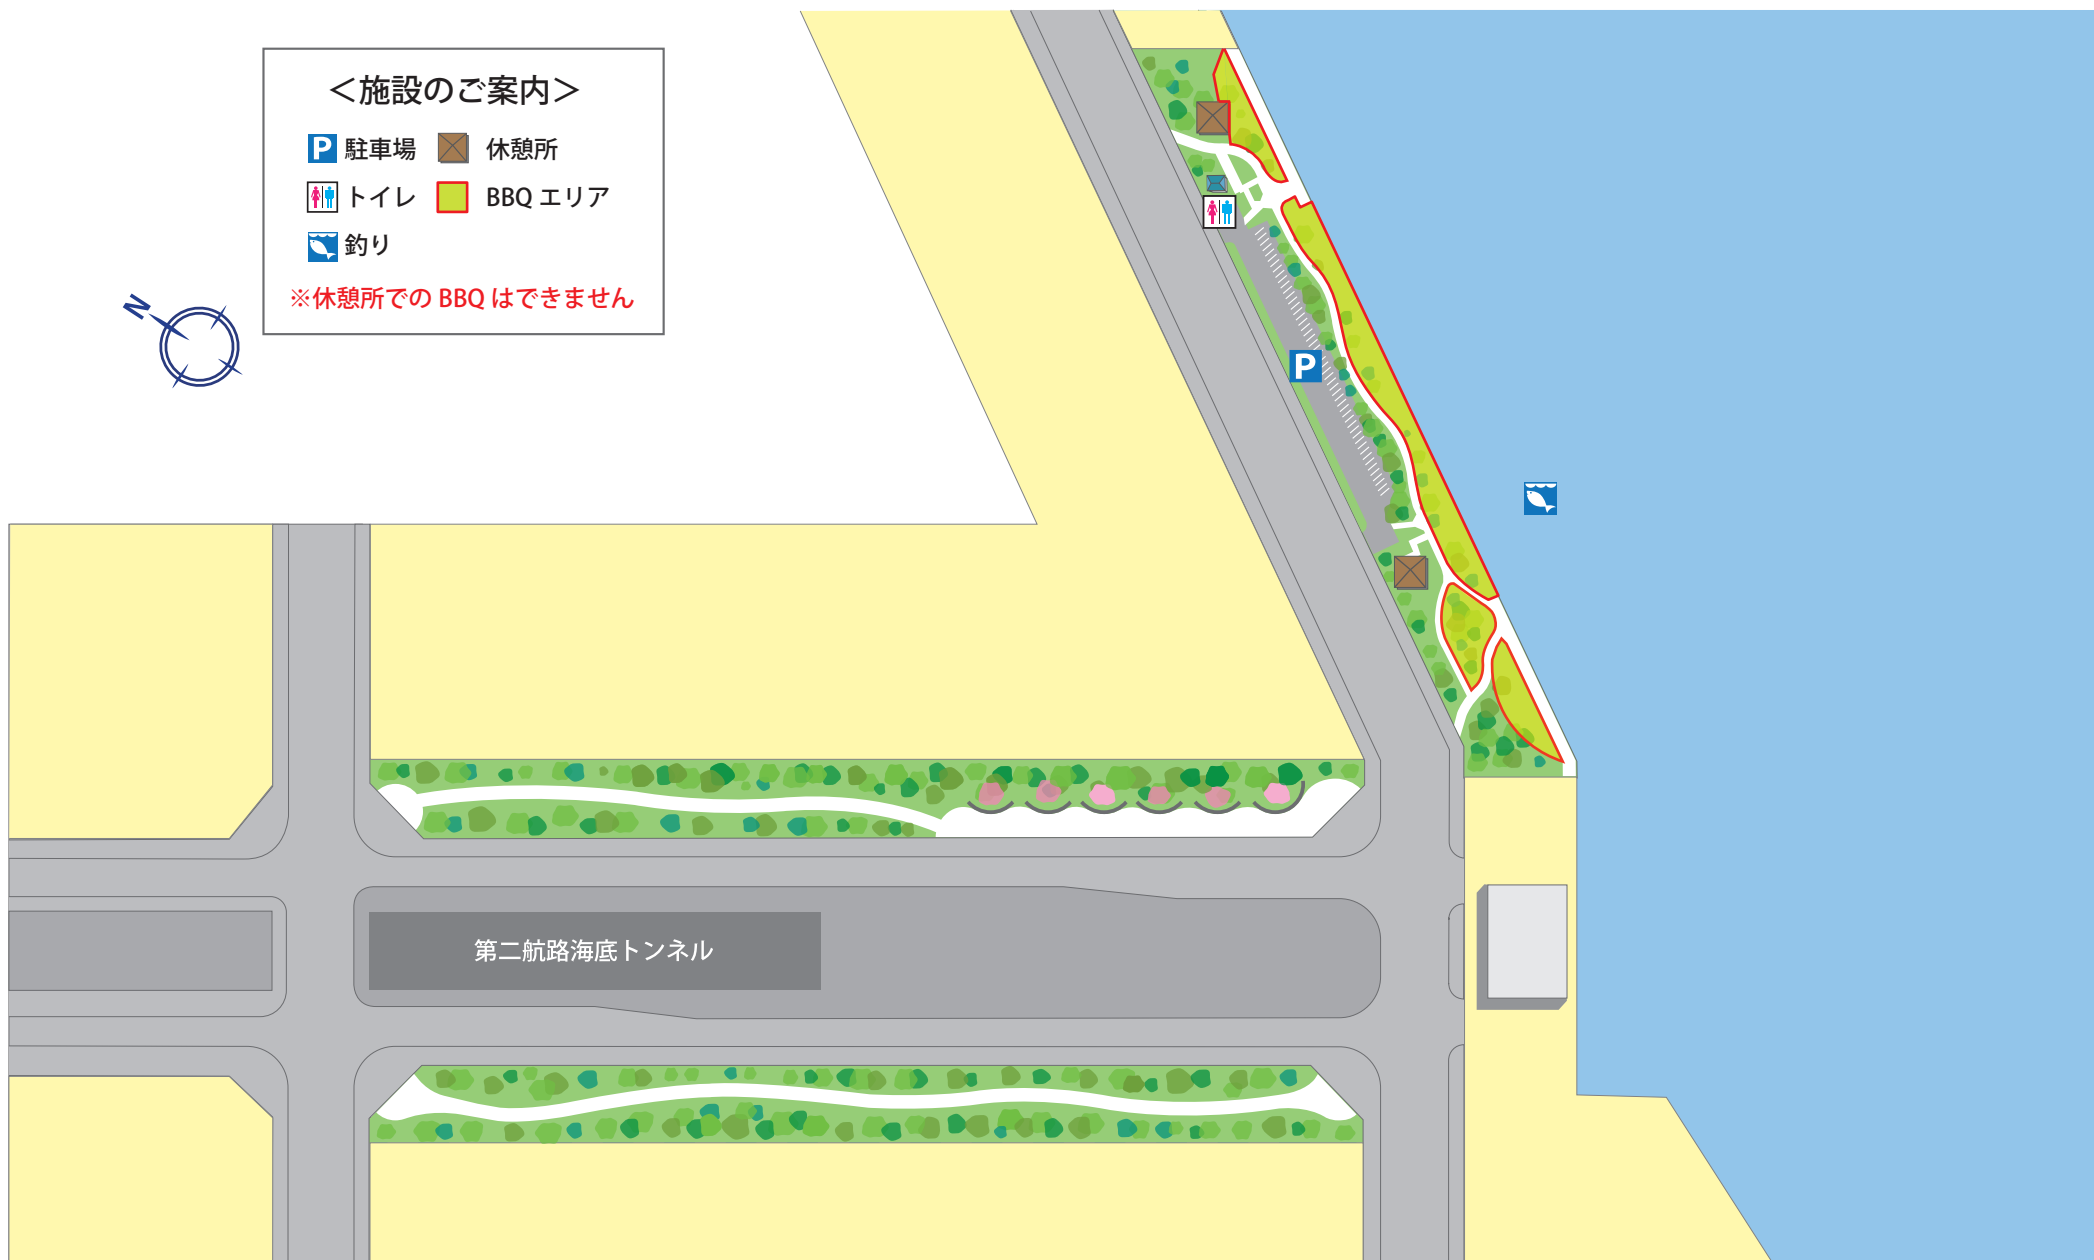 ＜施設のご案内＞
P 駐車場 休憩所
トイレ BBQ エリア
釣り
※休憩所での BBQ はできません
N
P
第二航路海底トンネル